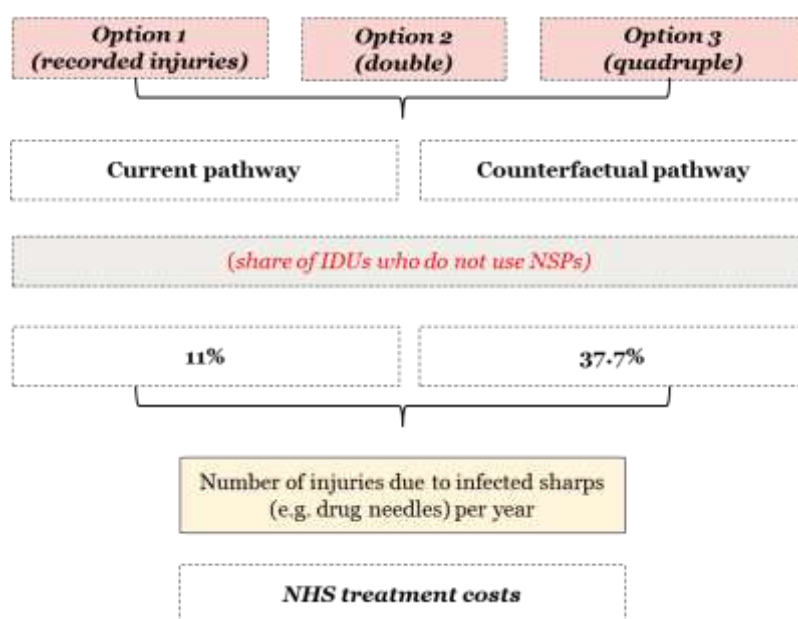 Option 1
(recorded injuries)
Option 2
(double)
Option 3
(quadruple)
Current pathway
Counterfactual pathway
(share of IDUs who do not use NSPs)
11%
37.7%
Number of injuries due to infected sharps
(e.g. drug needles) per year
NHS treatment costs